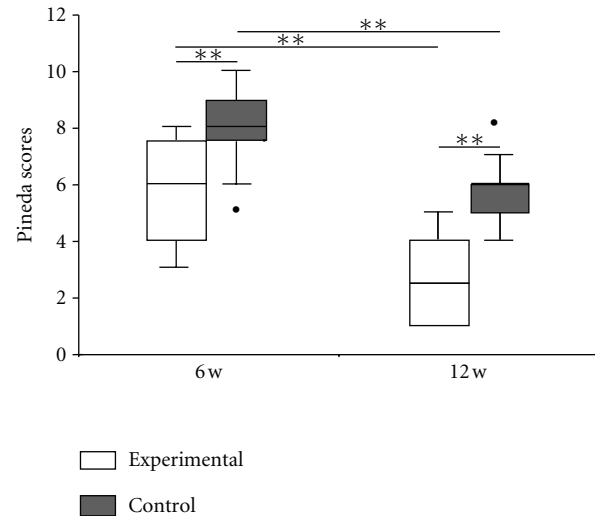 12
10
8
6
4
2
0
Pineda scores
**
**
**
**
6 w
12 w
Experimental
Control